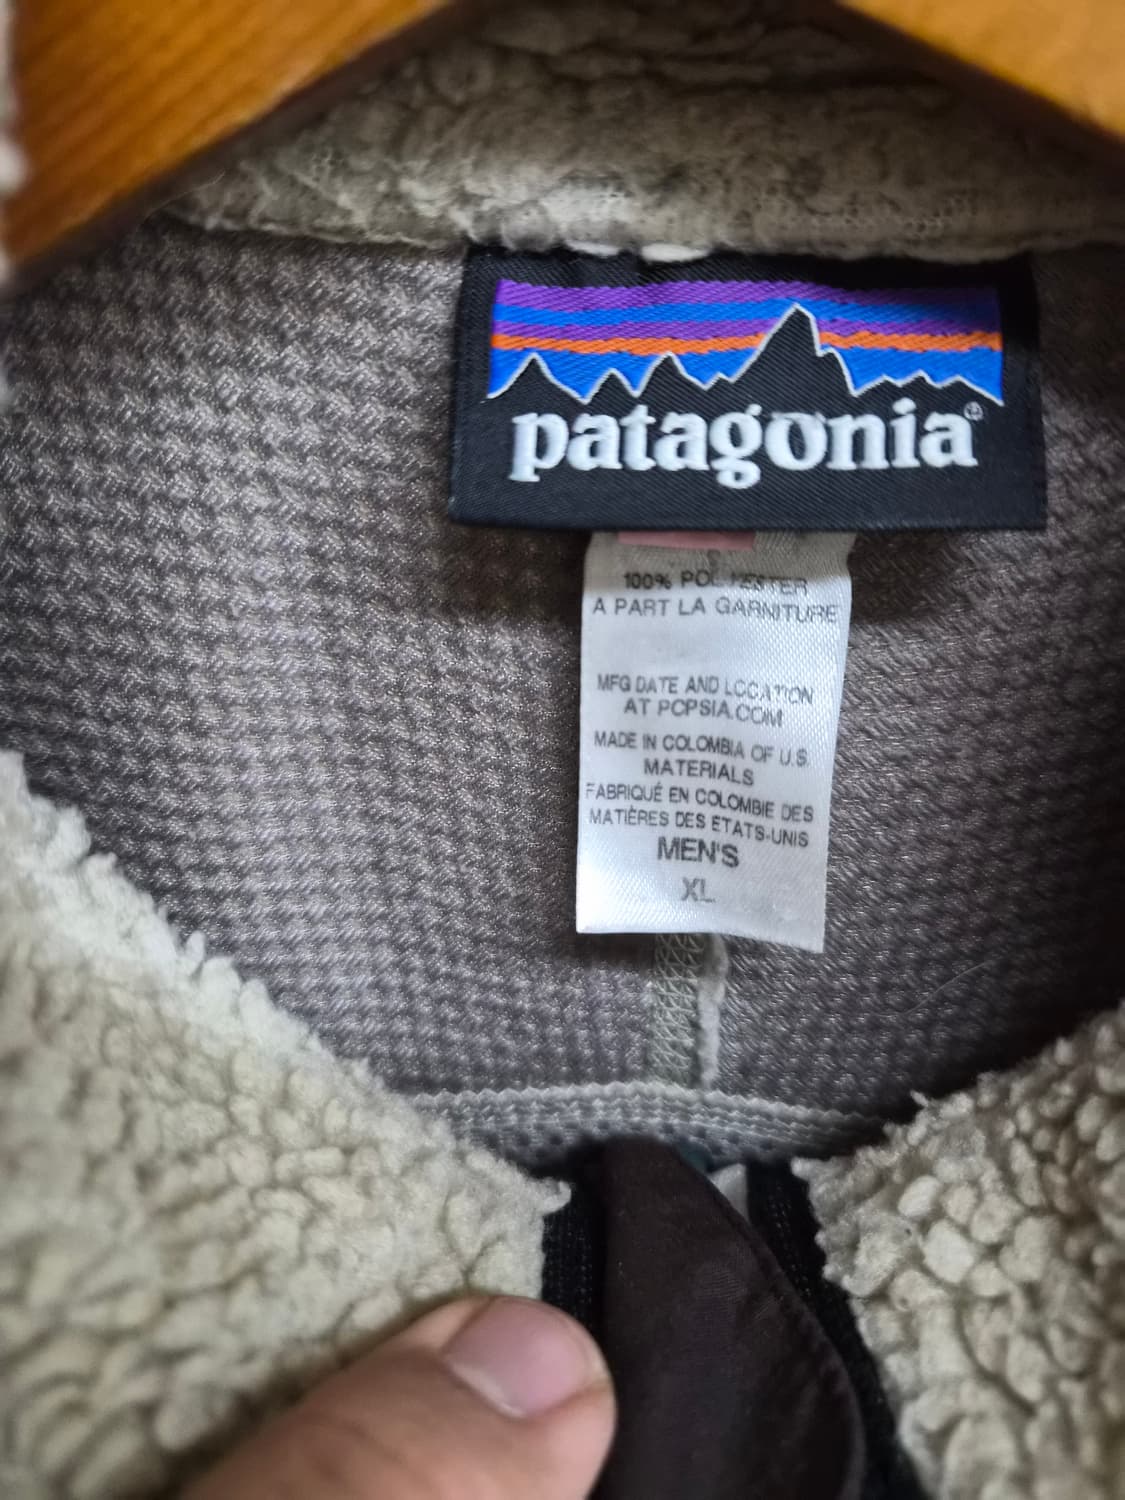 patagonia®
100% POLYESTER
A PART LA GARNITURE
MFG DATE AND LOCATION
AT PCPSIA.COM
MADE IN COLOMBIA OF U.S.
MATERIALS
FABRIQUÉ EN COLOMBIE DES
MATIÈRES DES ETATS-UNIS
MEN'S
XL